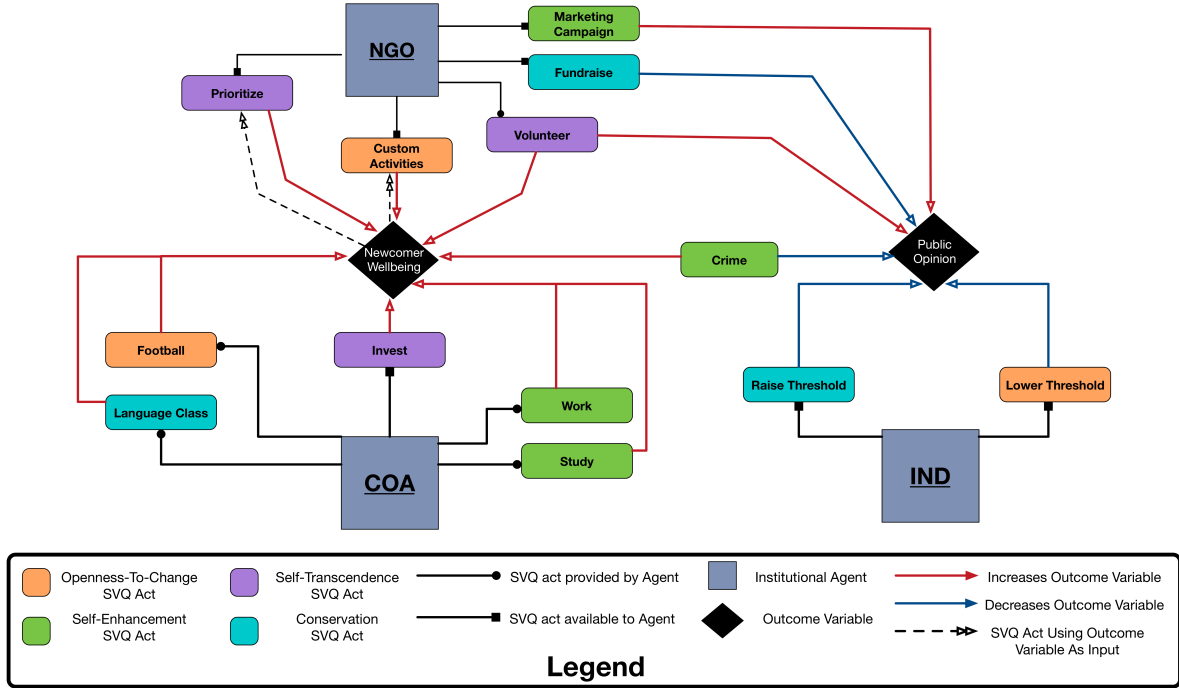 NGO
Marketing
Campaign
Fundraise
Prioritize
Volunteer
Custom
Activities
Newcomer
Wellbeing
Crime
Public
Opinion
Football
Invest
Language Class
Work
Study
Raise Threshold
Lower Threshold
COA
IND
Openness-To-Change
SVQ Act
Self-Transcendence
SVQ Act
SVQ act provided by Agent
Institutional Agent
Increases Outcome Variable
Decreases Outcome Variable
Self-Enhancement
SVQ Act
Conservation
SVQ Act
SVQ act available to Agent
Outcome Variable
SVQ Act Using Outcome
Variable As Input
Legend